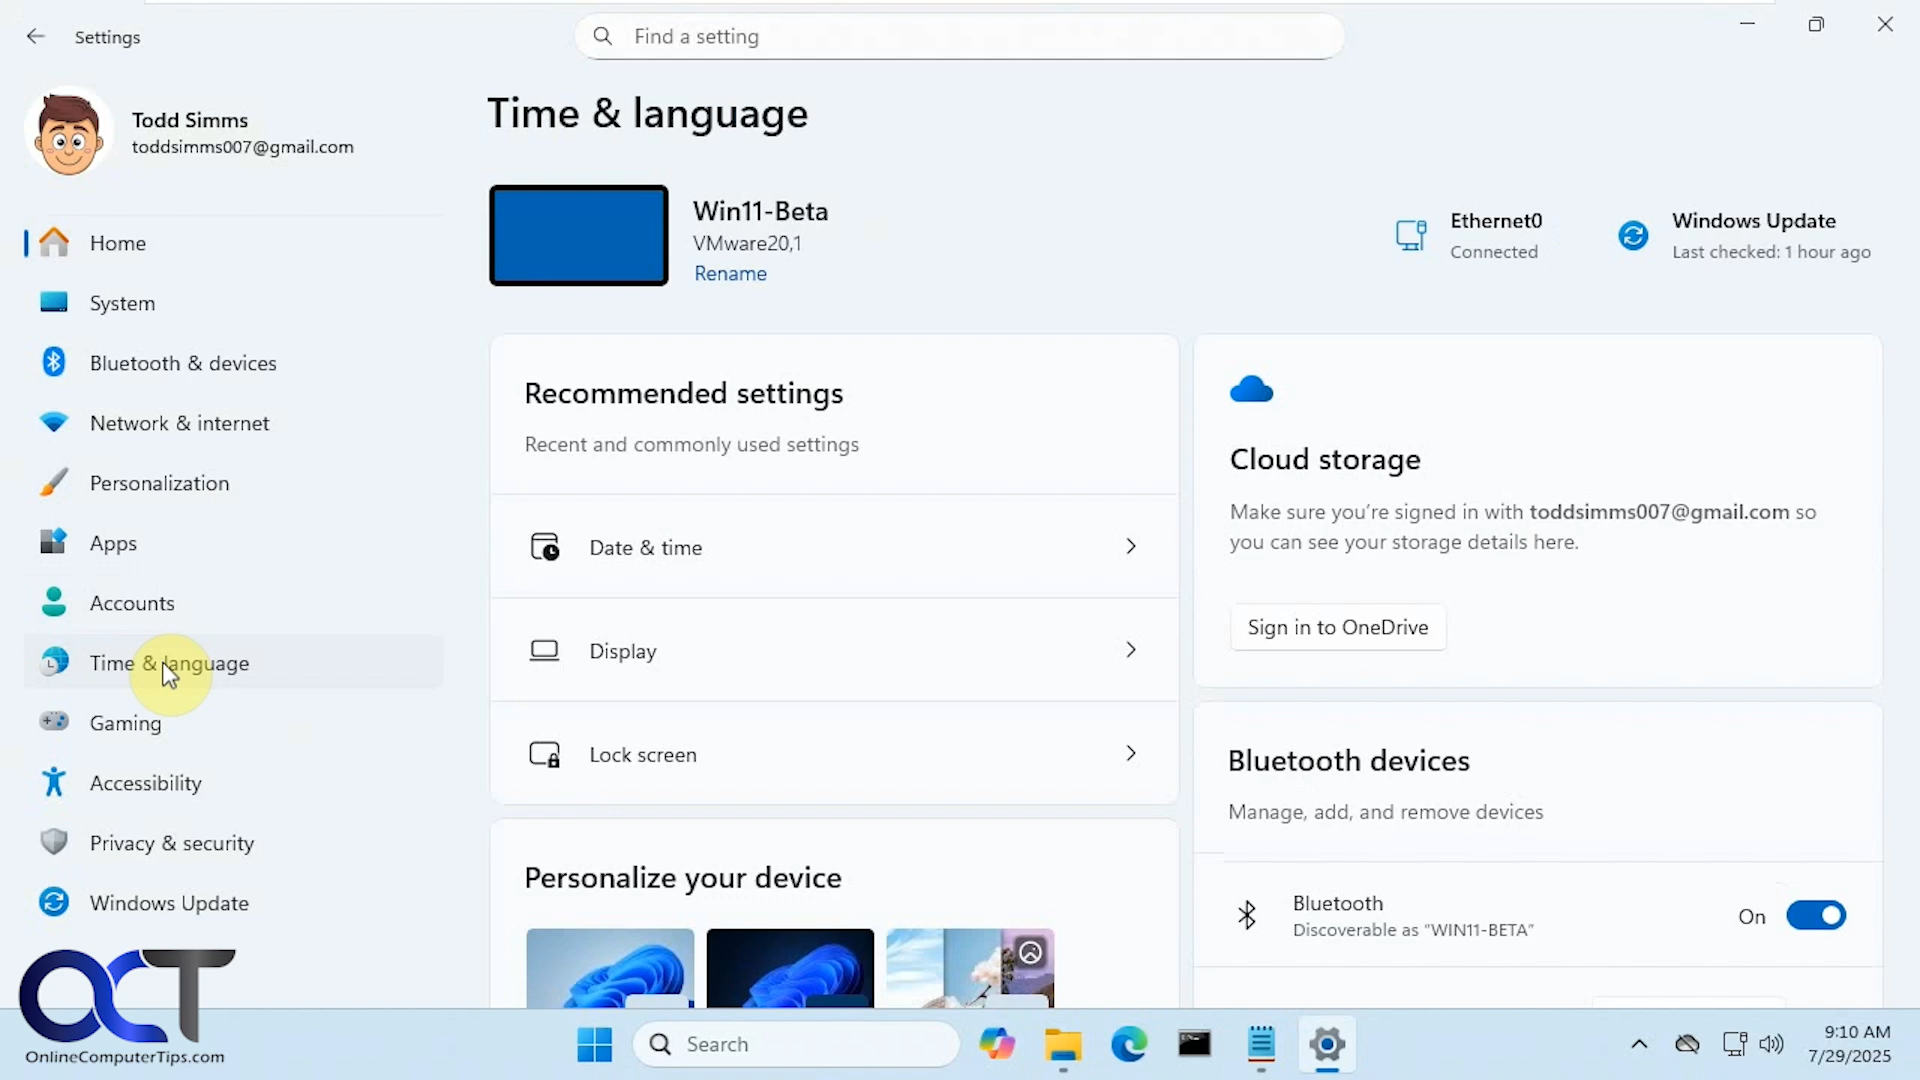 Settings
Find a setting
Todd Simms
toddsimms007@gmail.com
Home
System
Bluetooth & devices
Network & internet
Personalization
Apps
Accounts
Time & language
Gaming
Accessibility
Privacy & security
Windows Update
Time & language
Win11-Beta
VMware20,1
Rename
Ethernet0
Connected
Windows Update
Last checked: 1 hour ago
Recommended settings
Recent and commonly used settings
Date & time
Display
Lock screen
Personalize your device
Cloud storage
Make sure you're signed in with toddsimms007@gmail.com so
you can see your storage details here.
Sign in to OneDrive
Bluetooth devices
Manage, add, and remove devices
Bluetooth
Discoverable as "WIN11-BETA"
On
OCT
OnlineComputerTips.com
Search
9:10 AM
7/29/2025